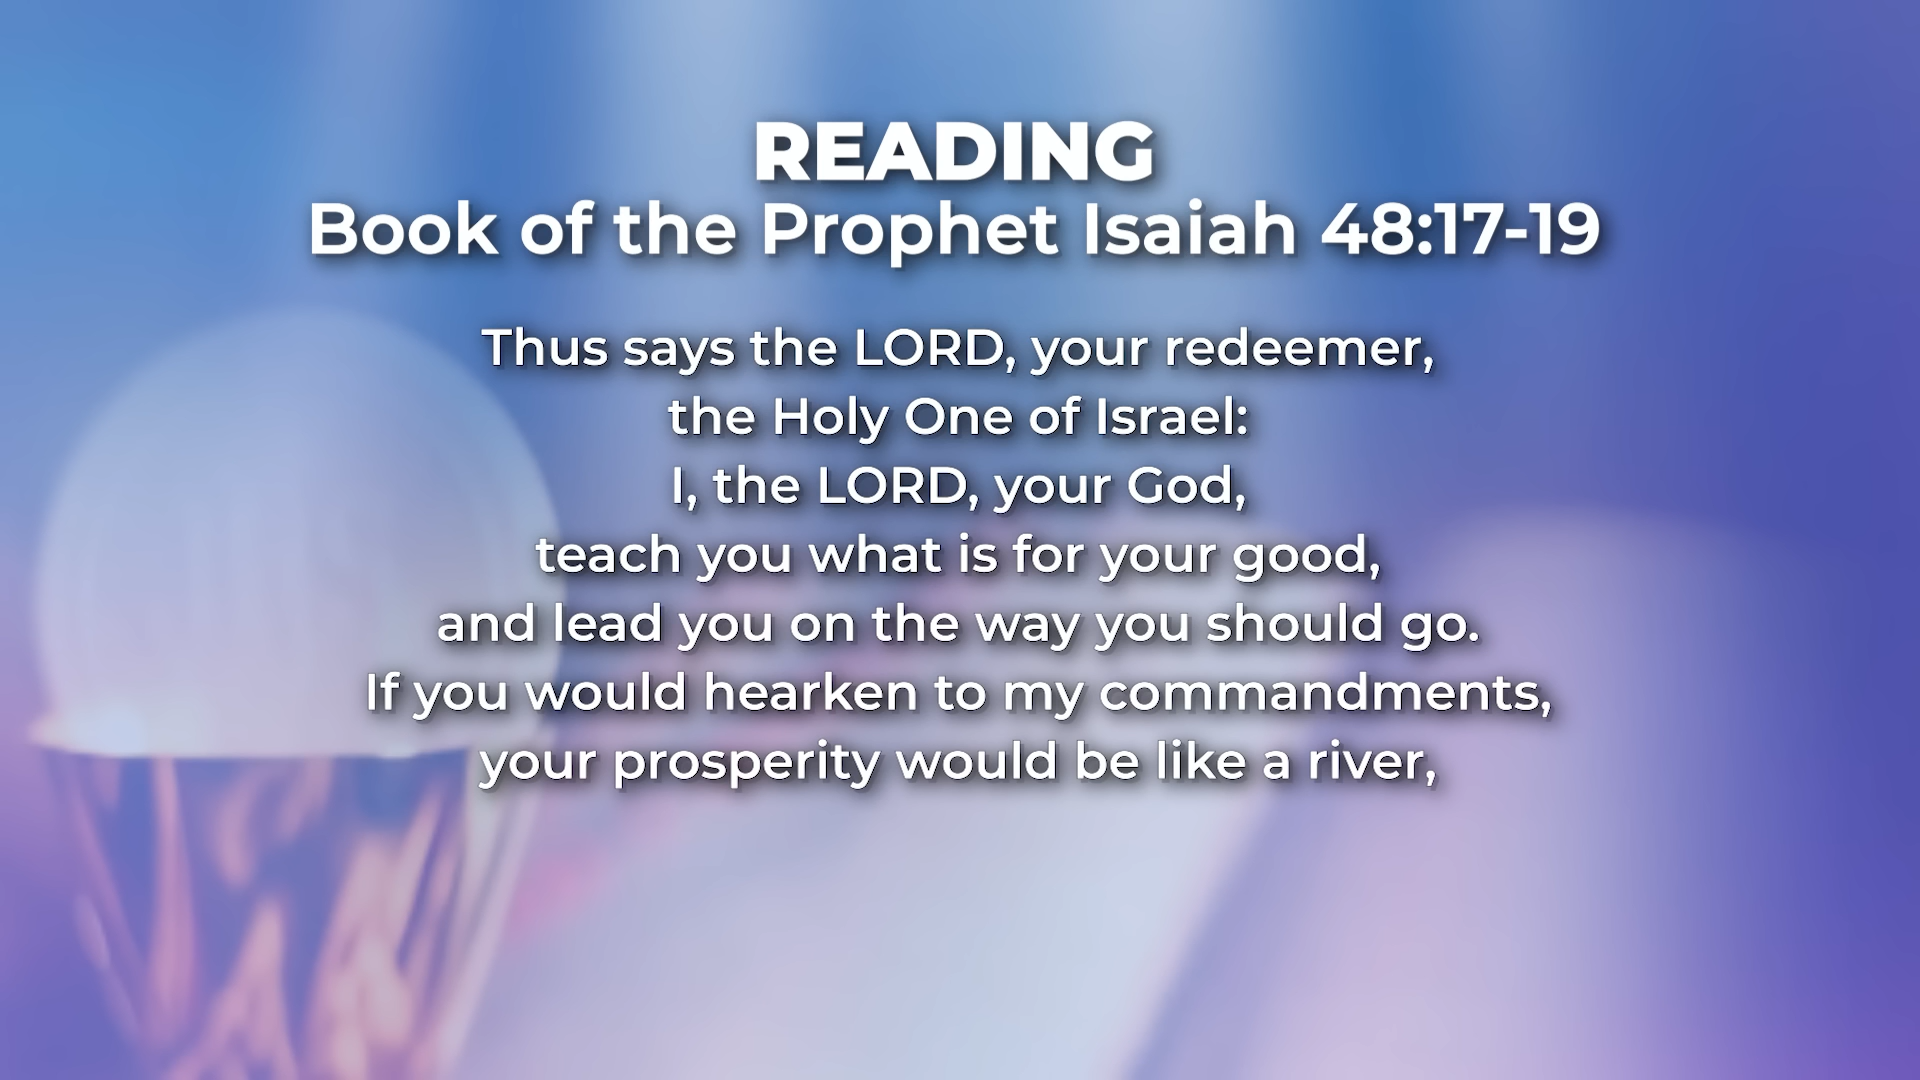 READING
Book of the Prophet Isaiah 48:17-19
Thus says the LORD, your redeemer,
the Holy One of Israel:
I, the LORD, your God,
teach you what is for your good,
and lead you on the way you should go.
If you would hearken to my commandments,
your prosperity would be like a river,